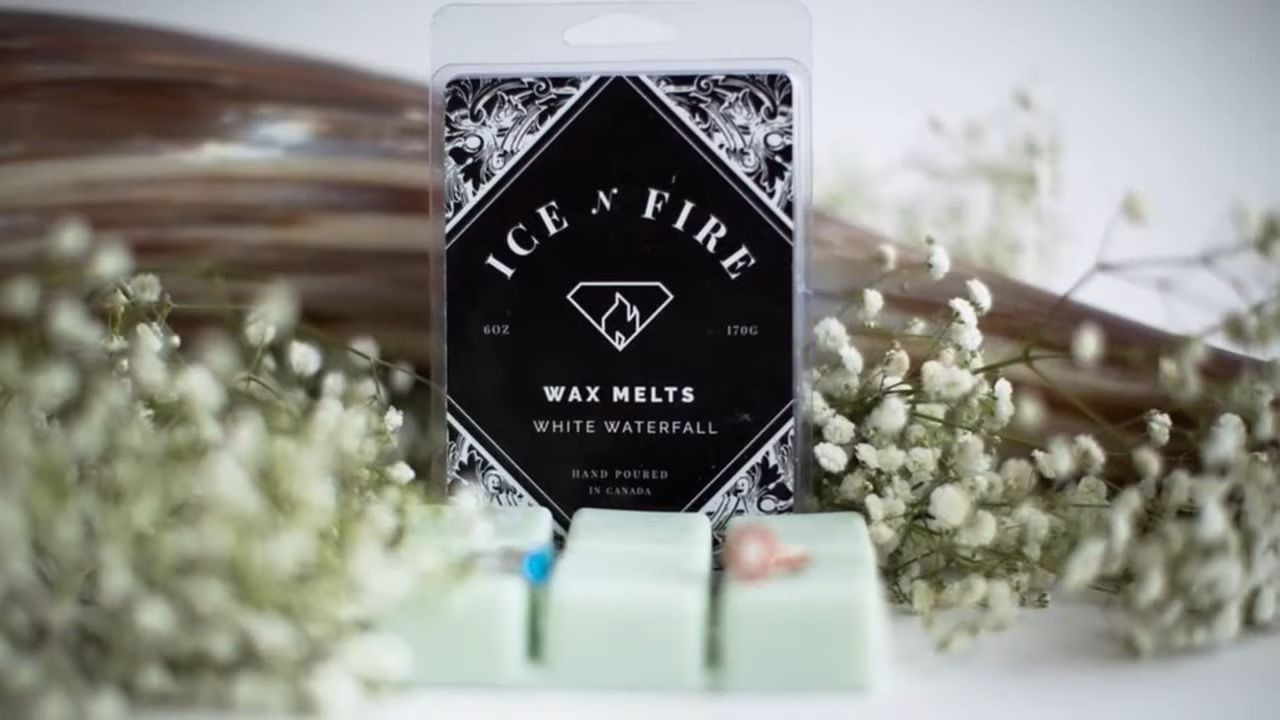 ICE N FIRE
6OZ
170G
WAX MELTS
WHITE WATERFALL
HAND POURED
IN CANADA